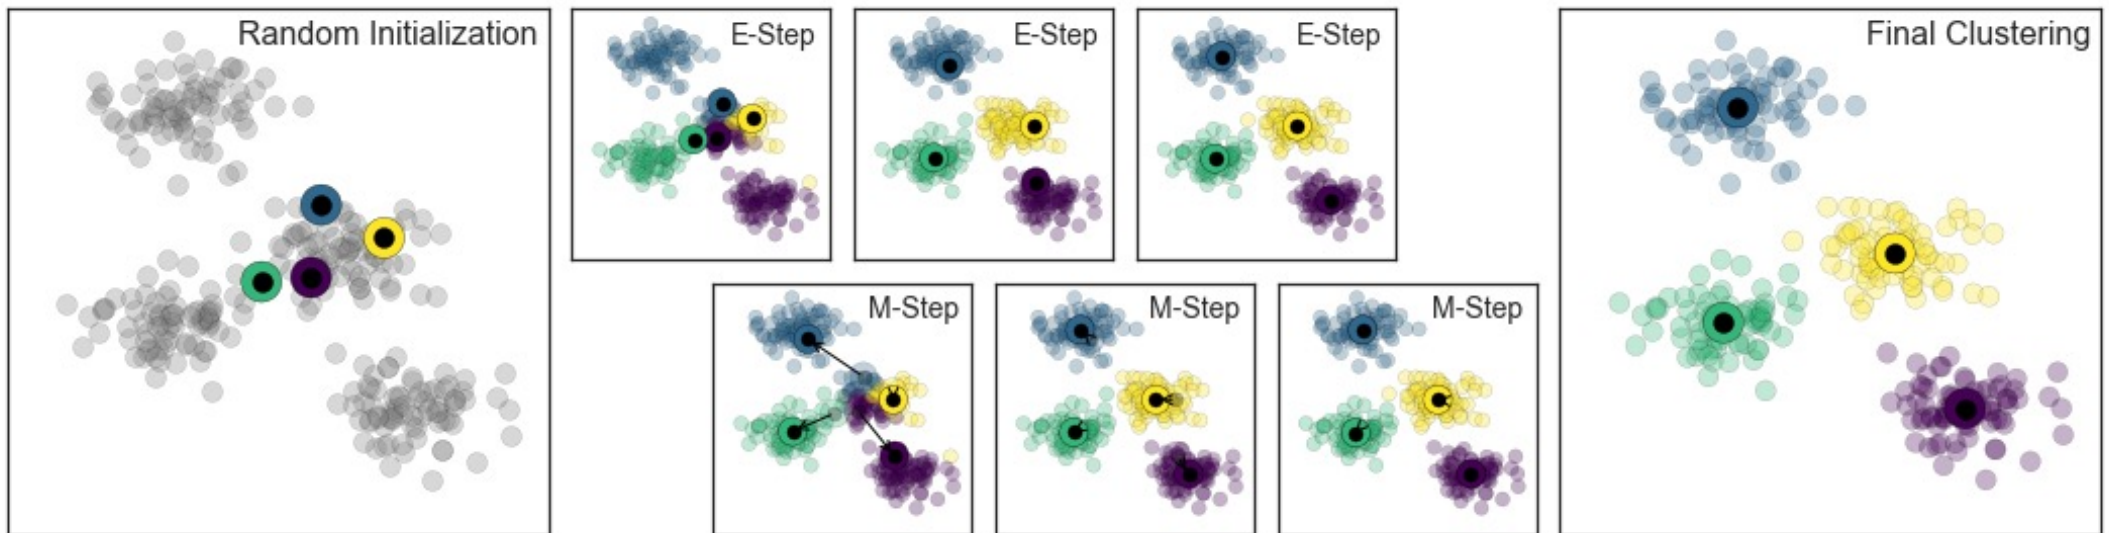 Random Initialization
E-Step
E-Step
E-Step
M-Step
M-Step
M-Step
Final Clustering